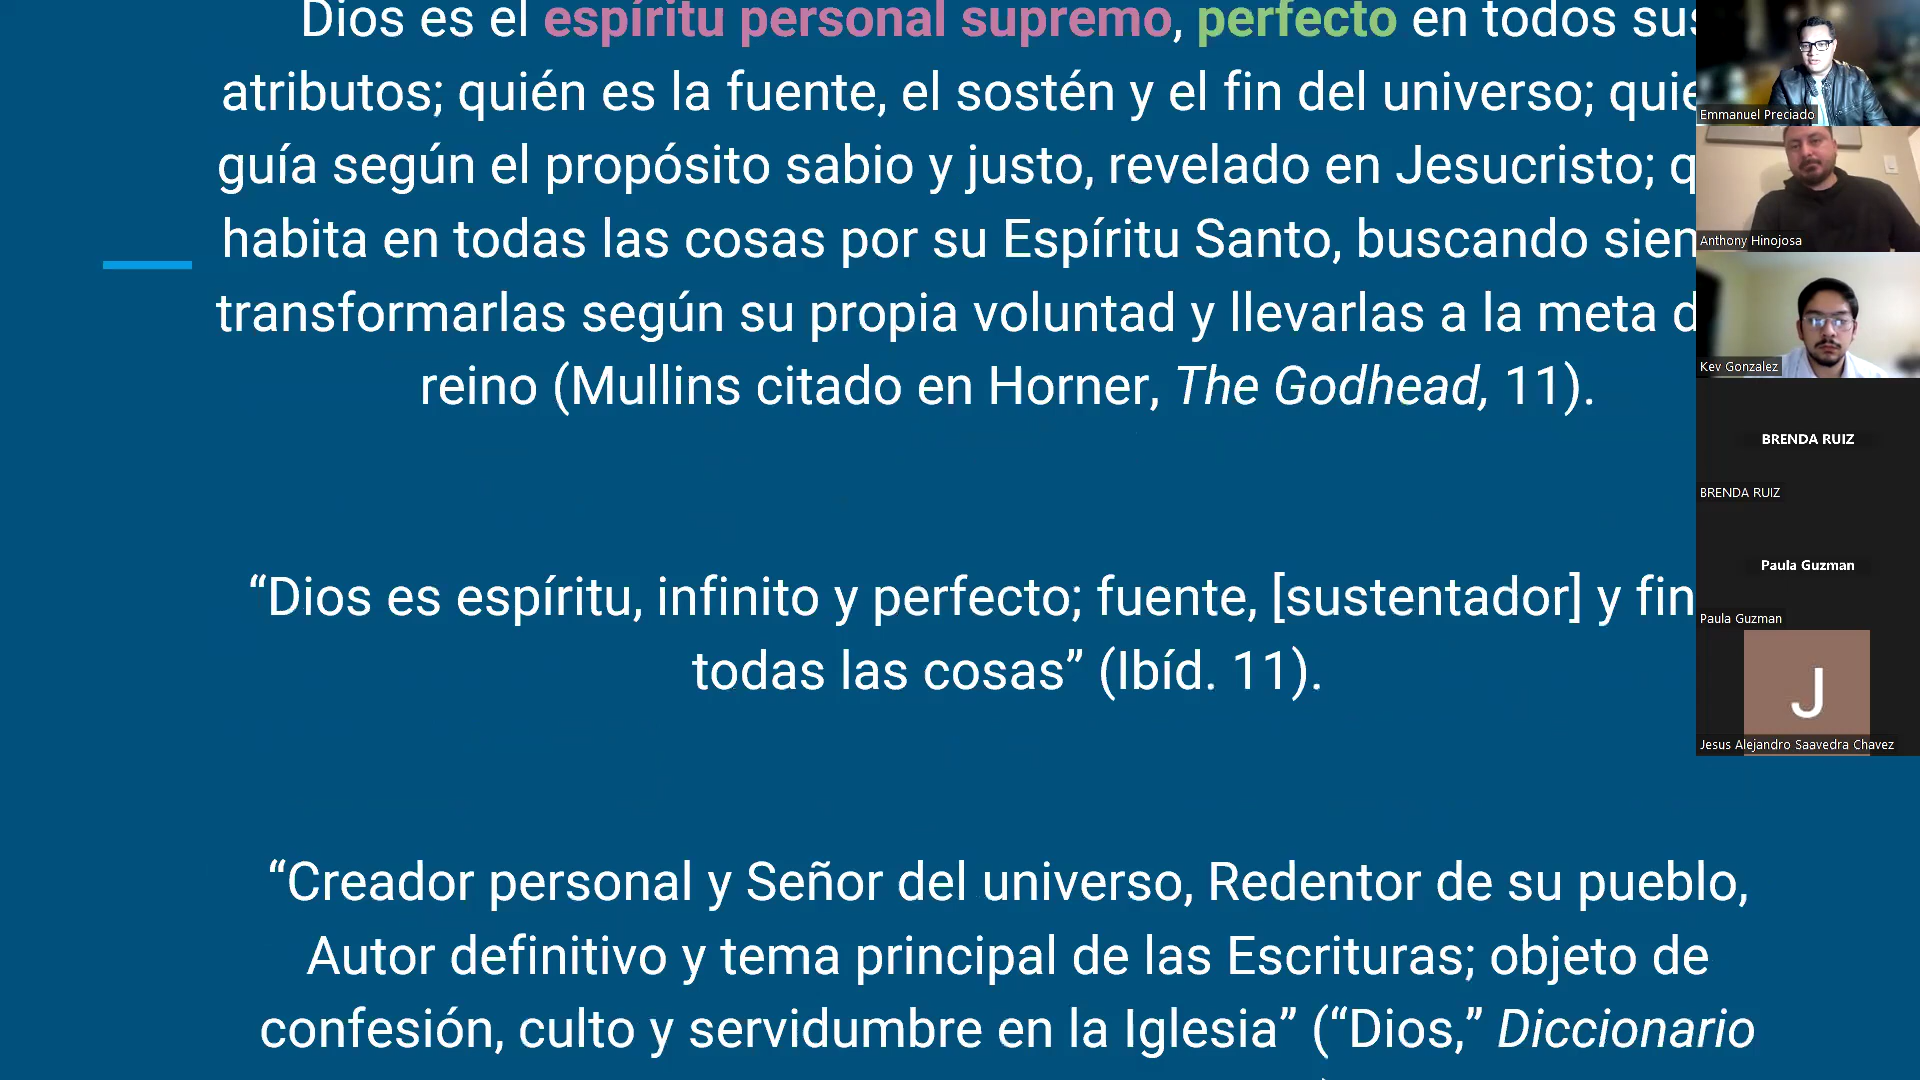 Dios es el espíritu personal supremo, perfecto en todos sus
atributos; quién es la fuente, el sostén y el fin del universo;
guía según el propósito sabio y justo, revelado en Jesucristo;
habita en todas las cosas por su Espíritu Santo, buscando
transformarlas según su propia voluntad y llevarlas a la meta
reino (Mullins citado en Horner, The Godhead, 11).
“Dios es espíritu, infinito y perfecto; fuente, [sustentador] y fin
todas las cosas” (Ibíd. 11).
“Creador personal y Señor del universo, Redentor de su pueblo,
Autor definitivo y tema principal de las Escrituras; objeto de
confesión, culto y servidumbre en la Iglesia” (“Dios,” Diccionario
Emmanuel Preciado
Anthony Hinojosa
Kev Gonzalez
BRENDA RUIZ
BRENDA RUIZ
Paula Guzman
Paula Guzman
J
Jesus Alejandro Saavedra Chavez